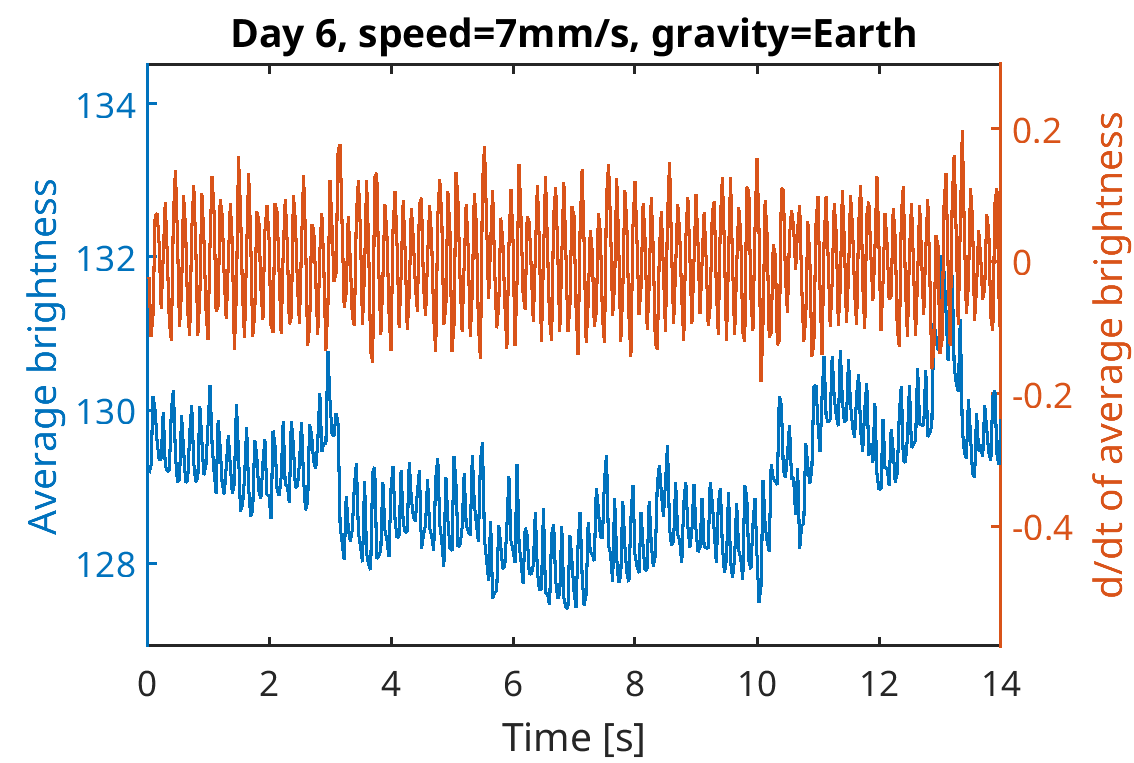 Day 6, speed=7mm/s, gravity=Earth
Average brightness
134
132
130
128
0.2
0
-0.2
-0.4
d/dt of average brightness
0 2 4 6 8 10 12 14
Time [s]